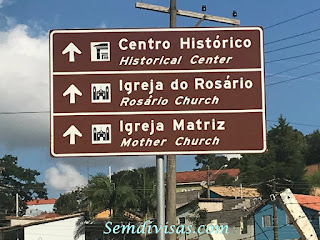 Centro Histórico
Historical Center
Igreja do Rosário
Rosário Church
Igreja Matriz
Mother Church
Semdivisas.com